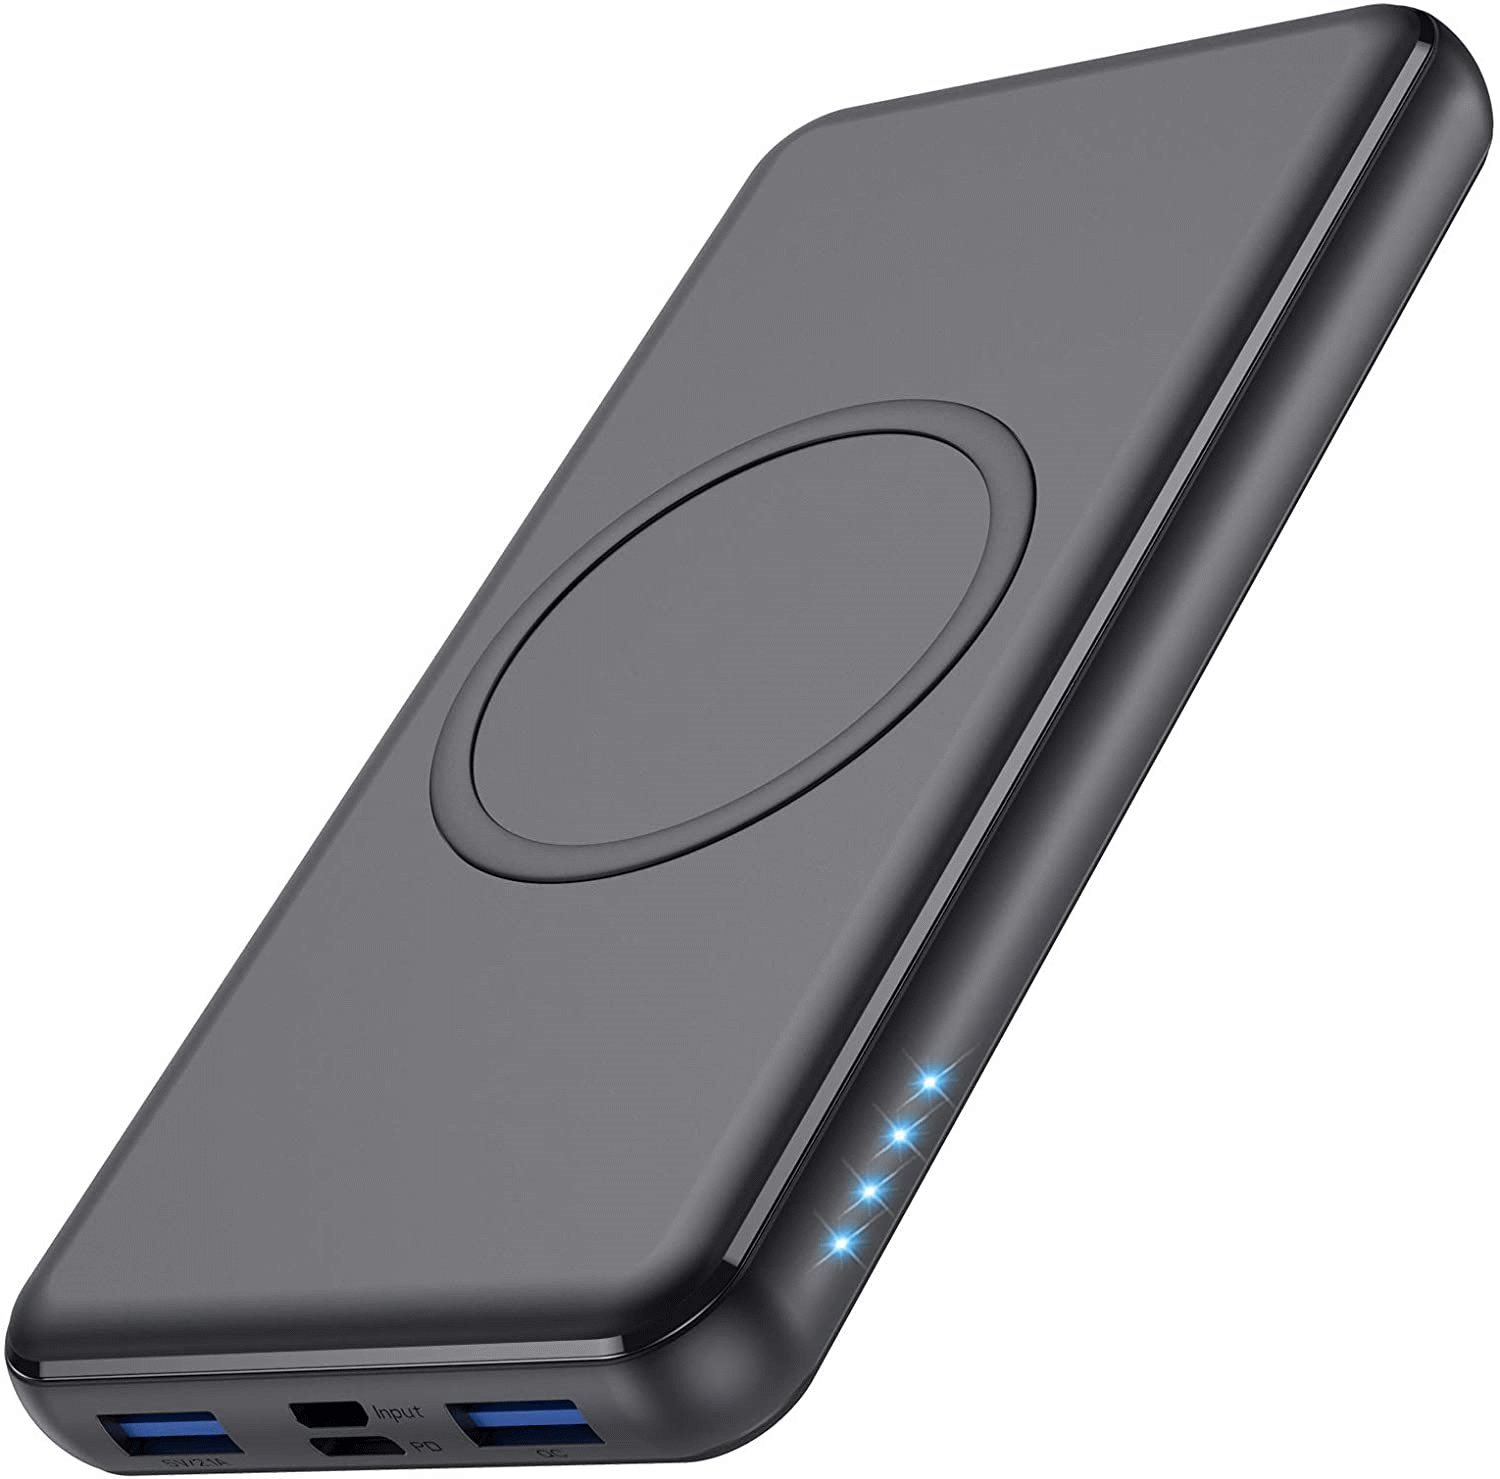 Input
PD
5V/2.1A
QC